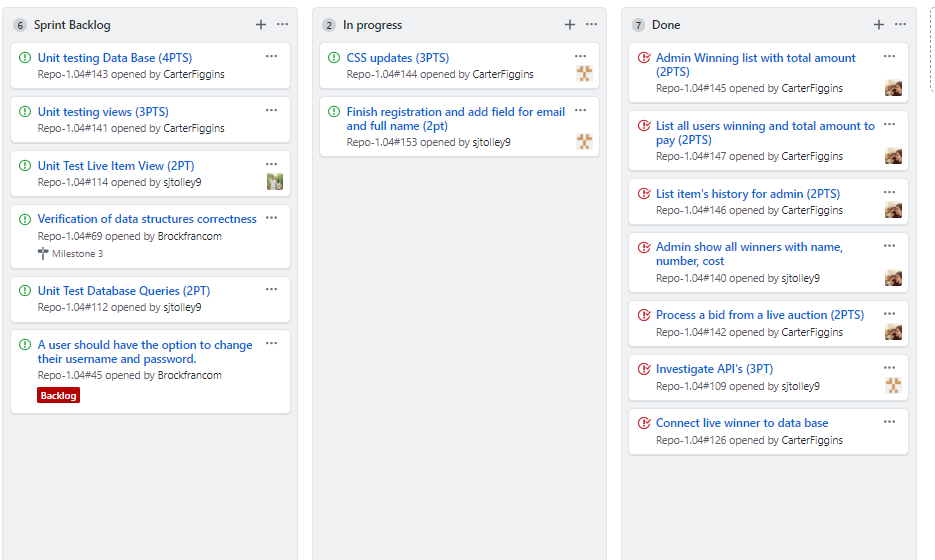 6 Sprint Backlog
Unit testing Data Base (4PTS)
Repo-1.04#143 opened by CarterFiggins
Unit testing views (3PTS)
Repo-1.04#141 opened by CarterFiggins
Unit Test Live Item View (2PT)
Repo-1.04#114 opened by sjtolley9
Verification of data structures correctness
Repo-1.04#69 opened by Brockfrancom
Milestone 3
Unit Test Database Queries (2PT)
Repo-1.04#112 opened by sjtolley9
A user should have the option to change
their username and password.
Repo-1.04#45 opened by Brockfrancom
Backlog
2 In progress
CSS updates (3PTS)
Repo-1.04#144 opened by CarterFiggins
Finish registration and add field for email
and full name (2pt)
Repo-1.04#153 opened by sjtolley9
7 Done
Admin Winning list with total amount
(2PTS)
Repo-1.04#145 opened by CarterFiggins
List all users winning and total amount to
pay (2PTS)
Repo-1.04#147 opened by CarterFiggins
List item's history for admin (2PTS)
Repo-1.04#146 opened by CarterFiggins
Admin show all winners with name,
number, cost
Repo-1.04#140 opened by sjtolley9
Process a bid from a live auction (2PTS)
Repo-1.04#142 opened by CarterFiggins
Investigate API's (3PT)
Repo-1.04#109 opened by sjtolley9
Connect live winner to data base
Repo-1.04#126 opened by CarterFiggins